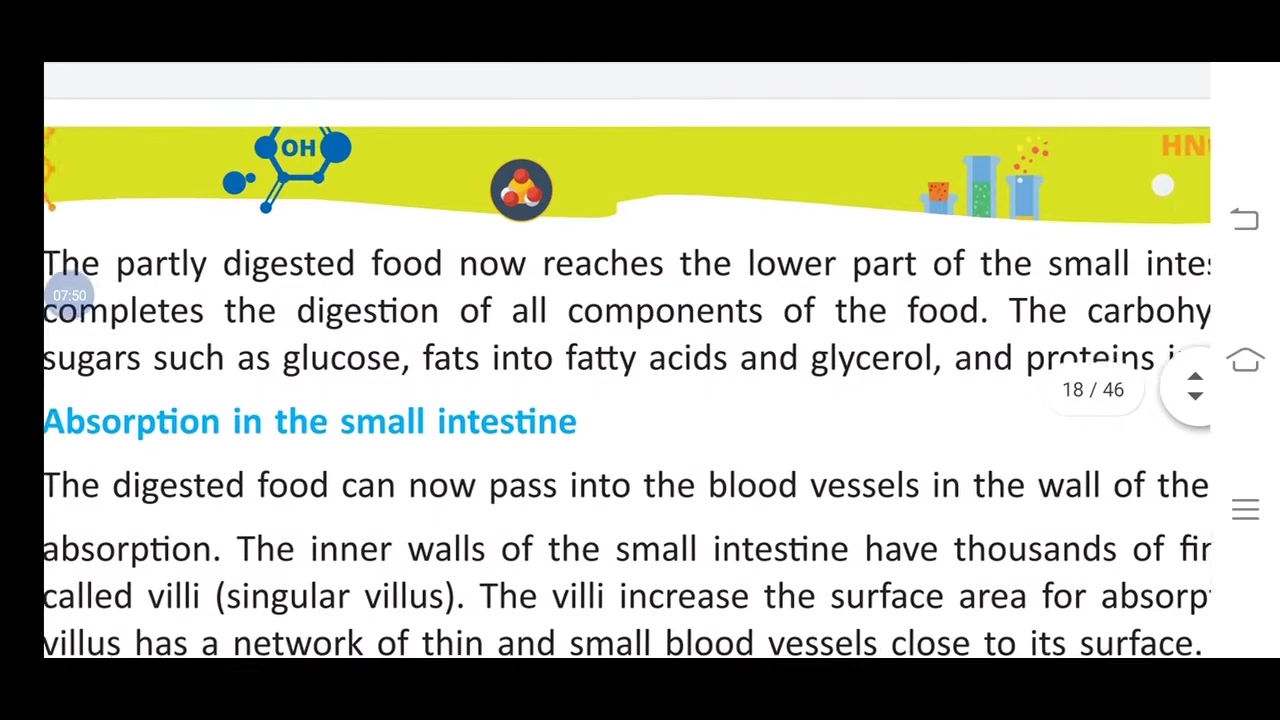 OH
HN
The partly digested food now reaches the lower part of the small
07:50
completes the digestion of all components of the food. The
sugars such as glucose, fats into fatty acids and glycerol, and proteins
18 / 46
Absorption in the small intestine
The digested food can now pass into the blood vessels in the wall of the
absorption. The inner walls of the small intestine have thousands of
called villi (singular villus). The villi increase the surface area for
villus has a network of thin and small blood vessels close to its surface.